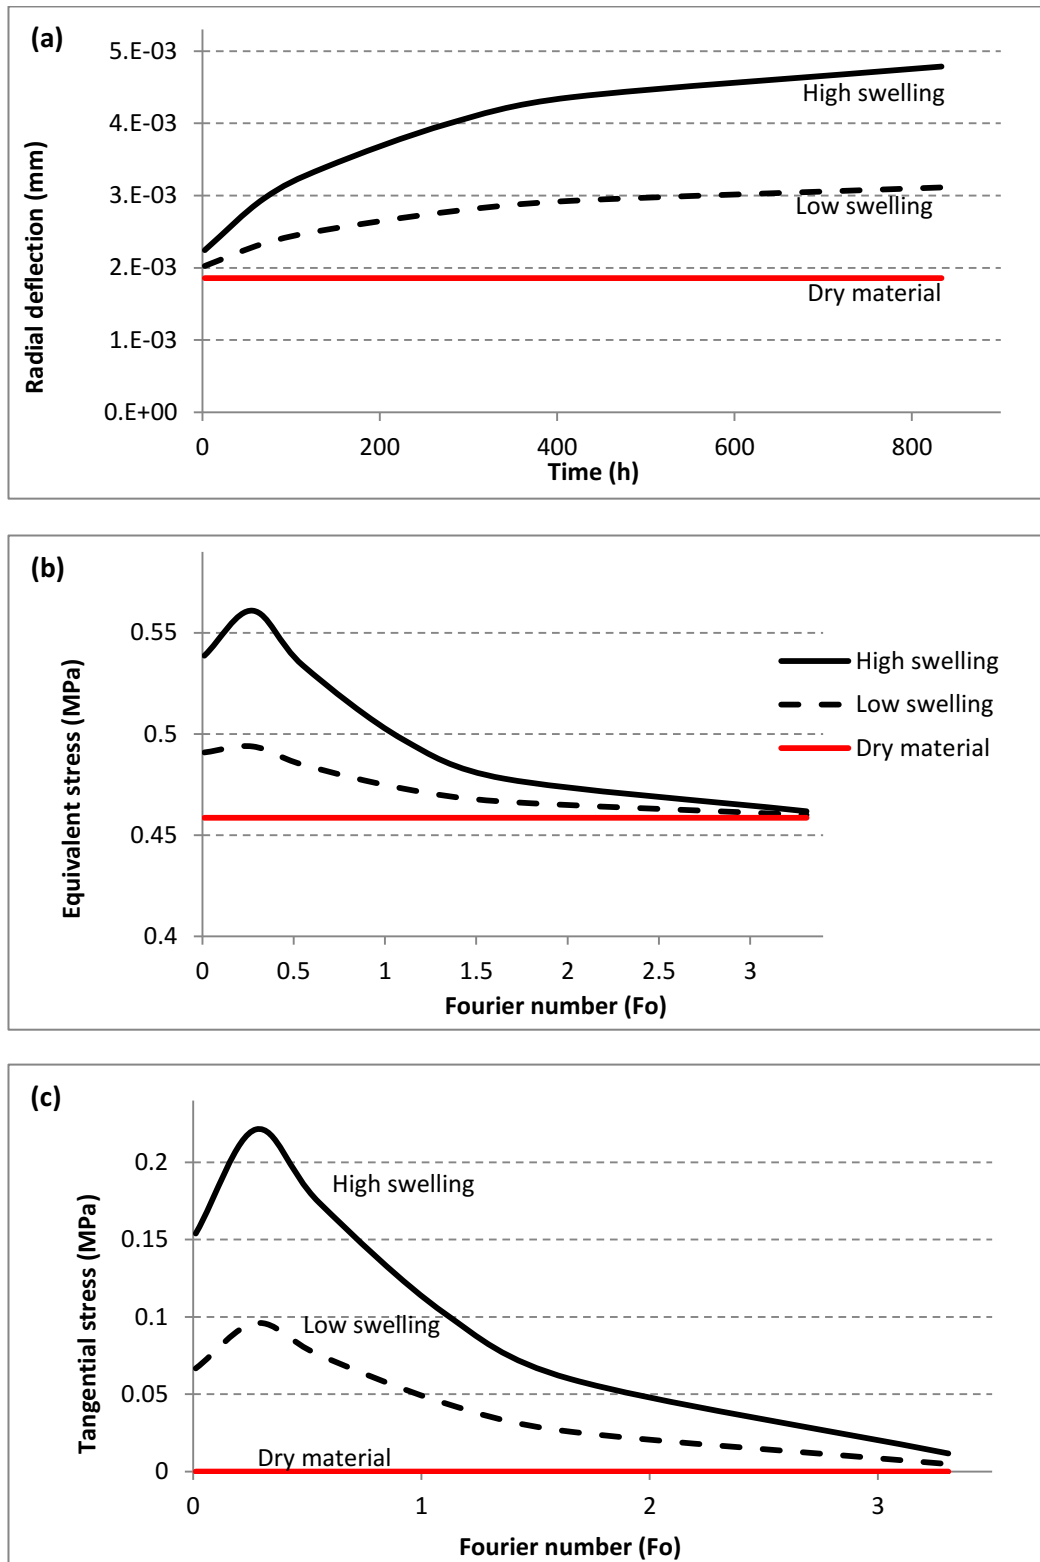 (a)
5.E-03
4.E-03
3.E-03
2.E-03
1.E-03
0.E+00
Radial deflection (mm)
High swelling
Low swelling
Dry material
0 200 400 600 800
Time (h)
(b)
0.55
0.5
0.45
0.4
Equivalent stress (MPa)
High swelling
Low swelling
Dry material
0 0.5 1 1.5 2 2.5 3
Fourier number (Fo)
(c)
0.2
0.15
0.1
0.05
0
Tangential stress (MPa)
High swelling
Low swelling
Dry material
0 1 2 3
Fourier number (Fo)